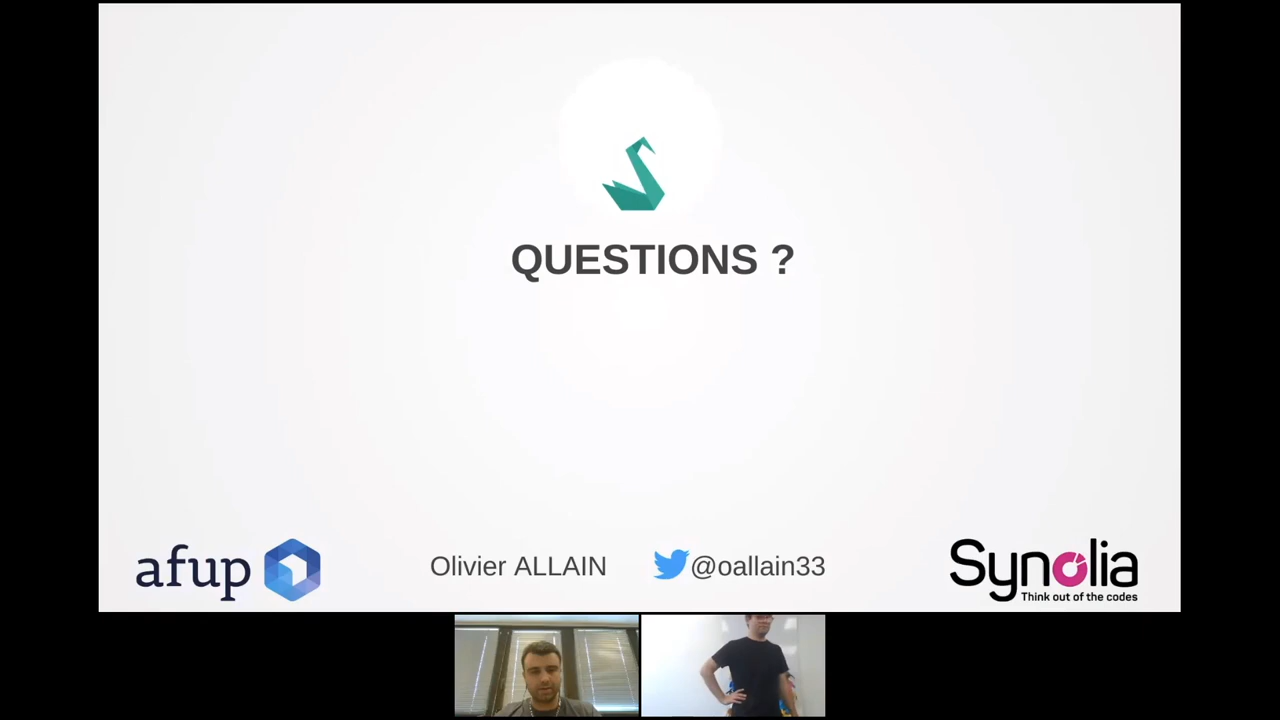 QUESTIONS ?
afup
Olivier ALLAIN
@oallain33
Synolia
Think out of the codes